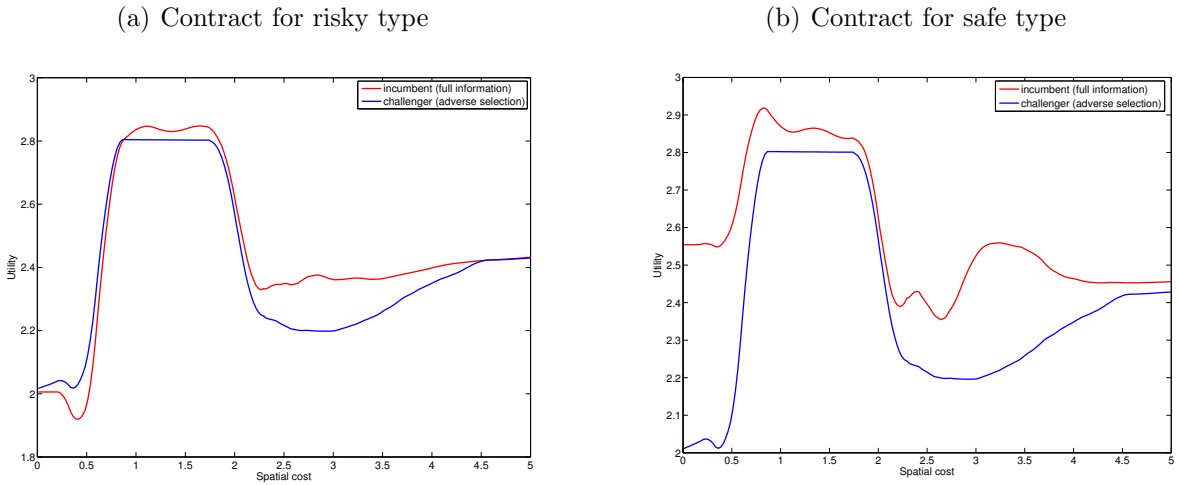 (a) Contract for risky type
(b) Contract for safe type
3
2.8
2.6
2.4
2.2
2
1.8
Utility
incumbent (full information)
challenger (adverse selection)
0 0.5 1 1.5 2 2.5 3 3.5 4 4.5 5
Spatial cost
3
2.9
2.8
2.7
2.6
2.5
2.4
2.3
2.2
2.1
2
Utility
incumbent (full information)
challenger (adverse selection)
0 0.5 1 1.5 2 2.5 3 3.5 4 4.5 5
Spatial cost